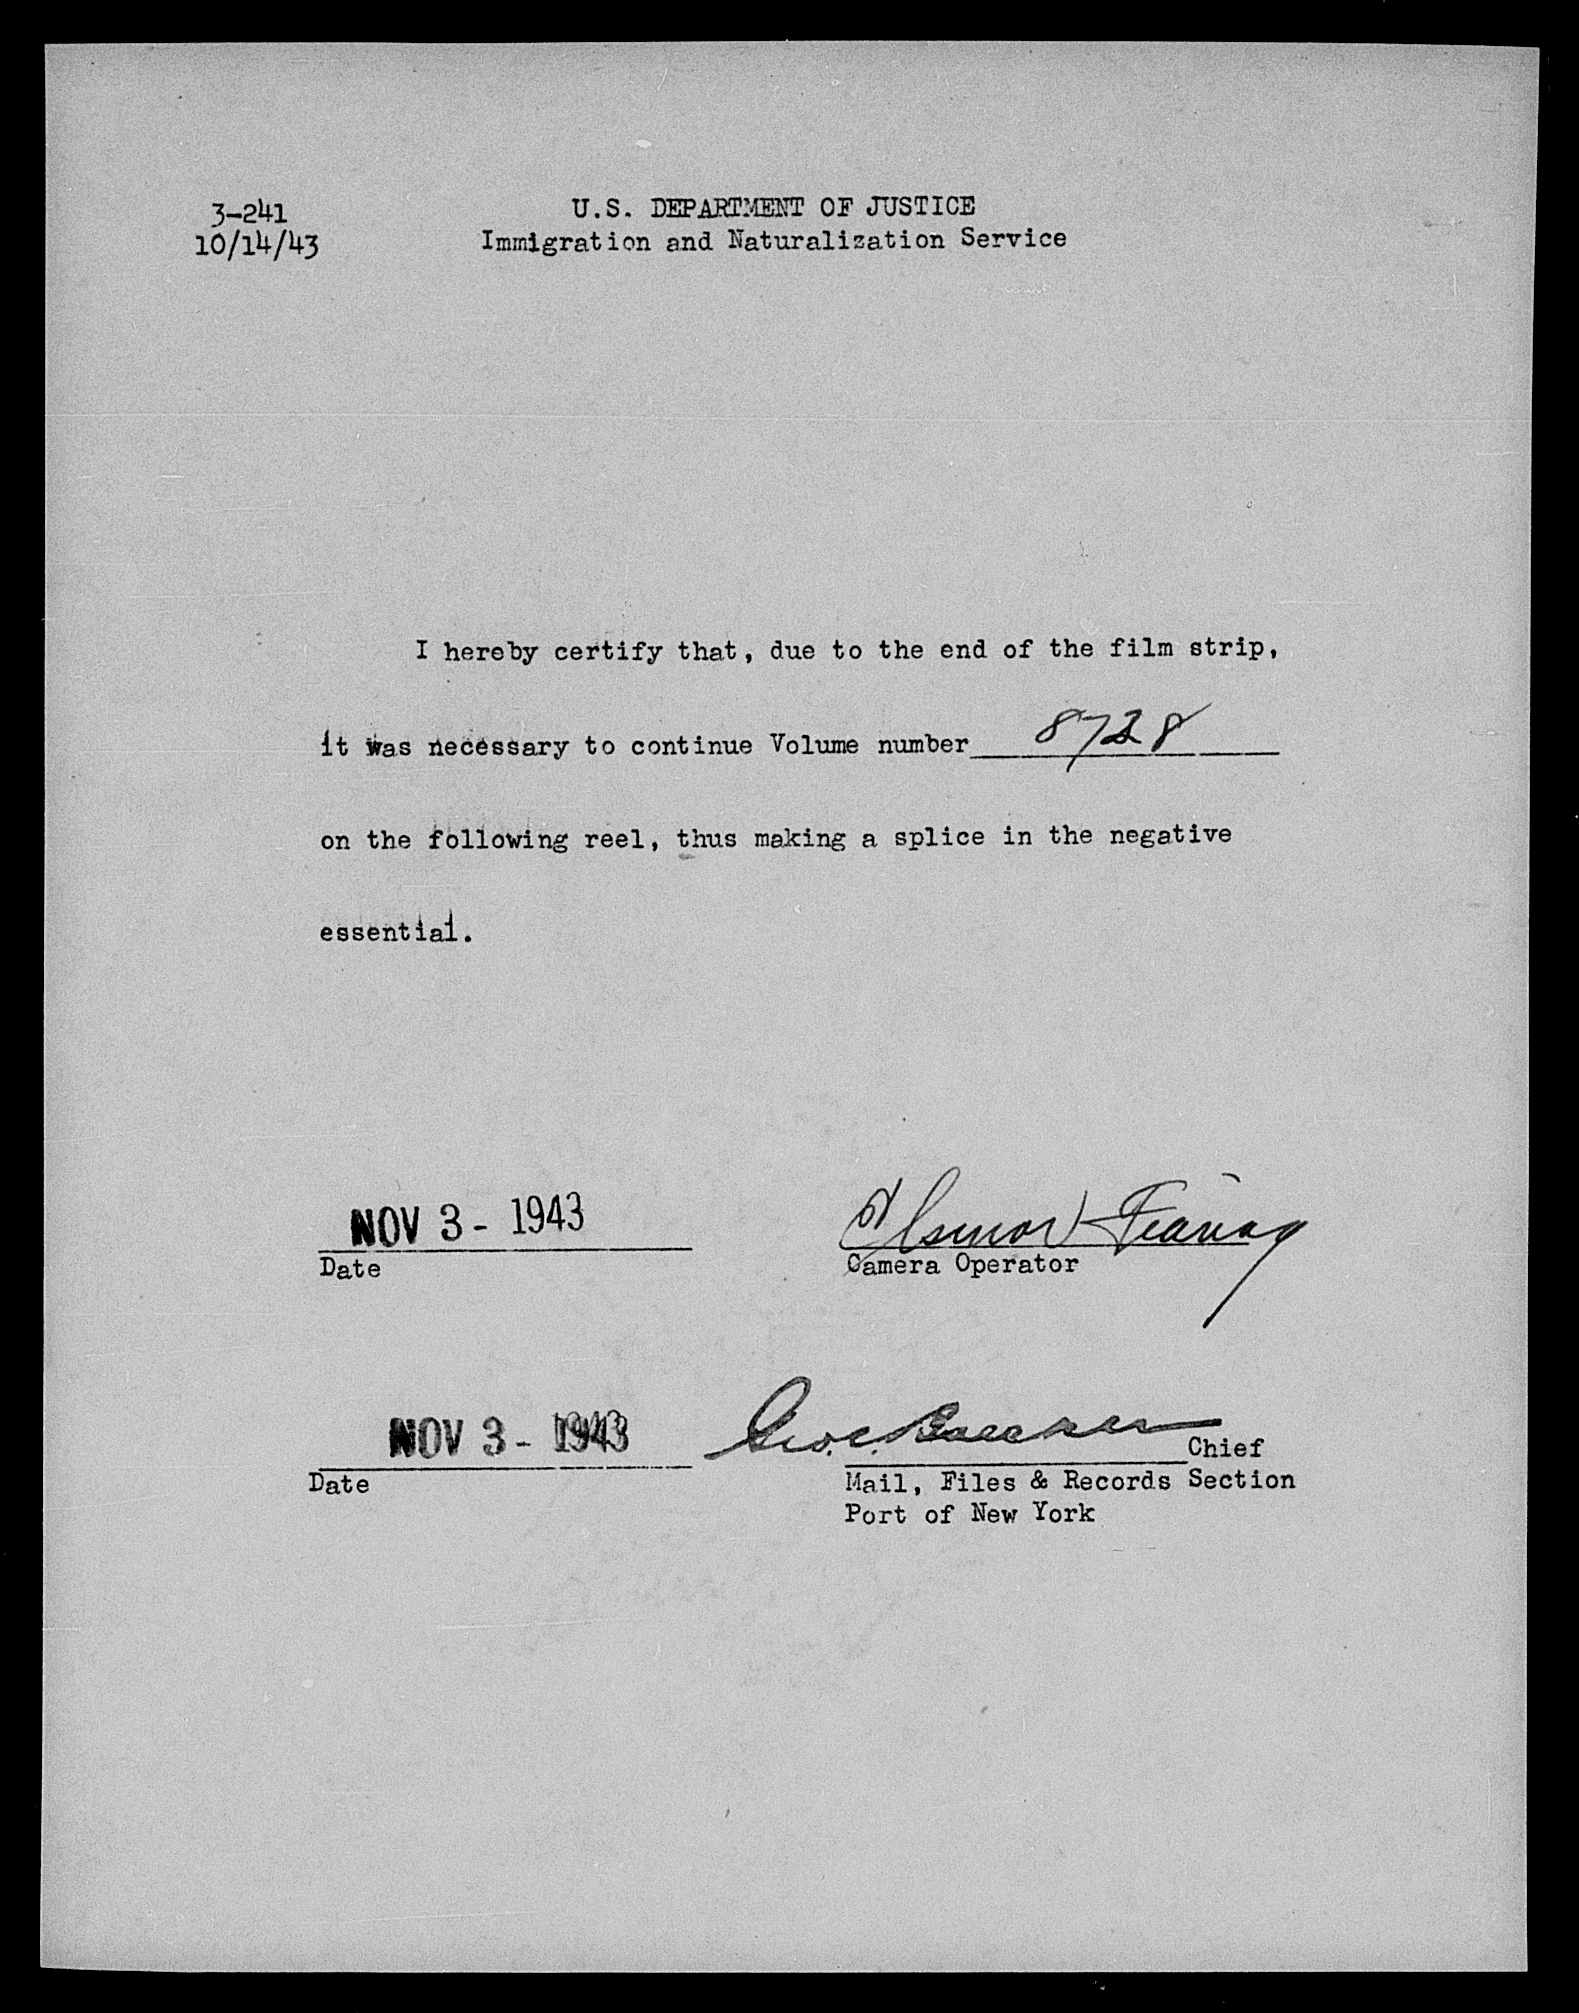 3-241
10/14/43
U.S. DEPARTMENT OF JUSTICE
Immigration and Naturalization Service
I hereby certify that, due to the end of the film strip,
it was necessary to continue Volume number 8728
on the following reel, thus making a splice in the negative
essential.
NOV 3 - 1943
Date
Camera Operator
NOV 3 - 1943
Date
Geo. C.
Chief
Mail, Files & Records Section
Port of New York